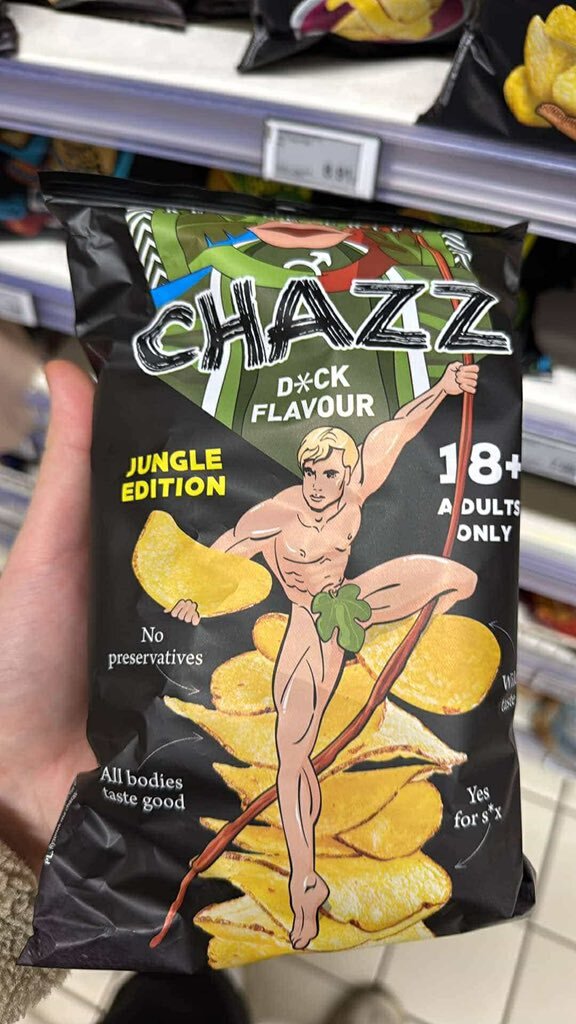 CHAZZ
D*CK
FLAVOUR
JUNGLE
EDITION
18+
ADULTS
ONLY
No
preservatives
All bodies
taste good
Yes
for s*x